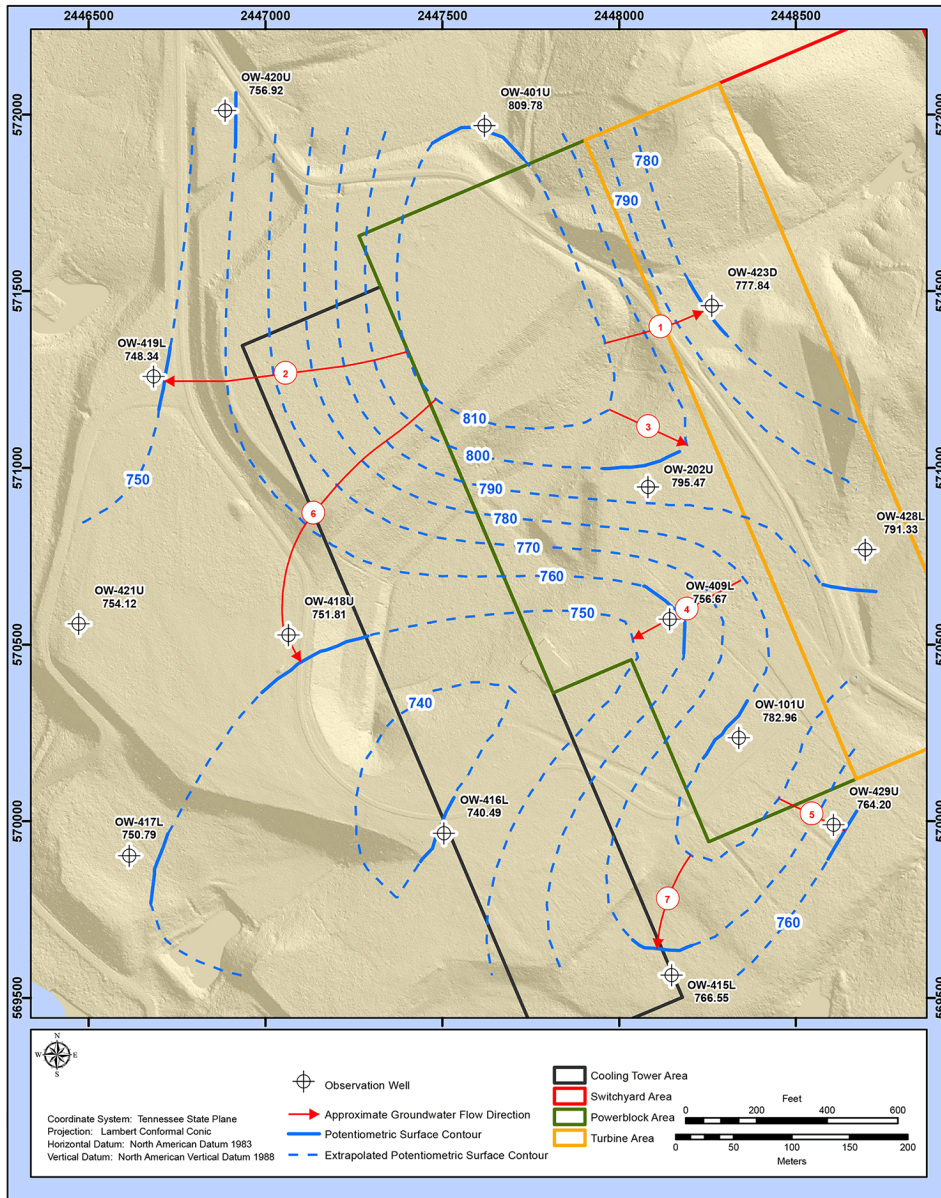 2446500 2447000 2447500 2448000 2448500
572000
571500
571000
570500
570000
569500
572000
571500
571000
570500
570000
569500
OW-420U
756.92
OW-401U
809.78
780
790
OW-423D
777.84
1
OW-419L
748.34
2
810
3
800
OW-202U
795.47
750
790
6
780
OW-428L
791.33
770
760
OW-409L
756.67
OW-421U
754.12
OW-418U
751.81
750
4
740
OW-101U
782.96
OW-429U
764.20
OW-416L
740.49
5
OW-417L
750.79
7
760
OW-415L
766.55
N
W E
S
Coordinate System: Tennessee State Plane
Projection: Lambert Conformal Conic
Horizontal Datum: North American Datum 1983
Vertical Datum: North American Vertical Datum 1988
Observation Well
Approximate Groundwater Flow Direction
Potentiometric Surface Contour
Extrapolated Potentiometric Surface Contour
Cooling Tower Area
Switchyard Area
Powerblock Area
Turbine Area
Feet
0 200 400 600
0 50 100 150 200
Meters